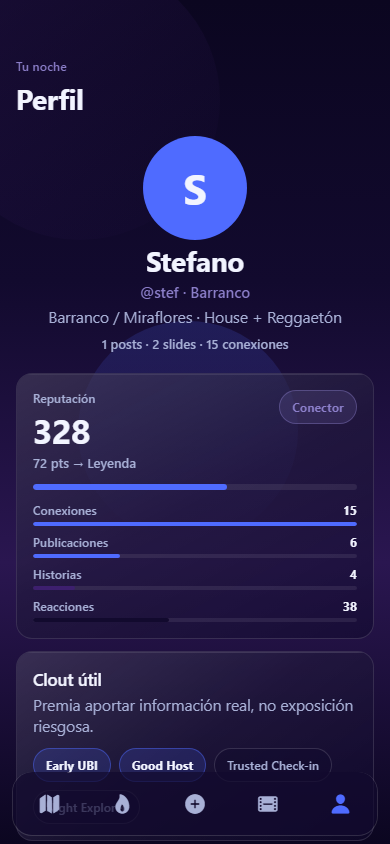 Tu noche
Perfil
S
Stefano
@stef · Barranco
Barranco / Miraflores · House + Reggaetón
1 posts · 2 slides · 15 conexiones
Reputación
Conector
328
72 pts → Leyenda
Conexiones 15
Publicaciones 6
Historias 4
Reacciones 38
Clout útil
Premia aportar información real, no exposición
riesgosa.
Early UBI Good Host Trusted Check-in